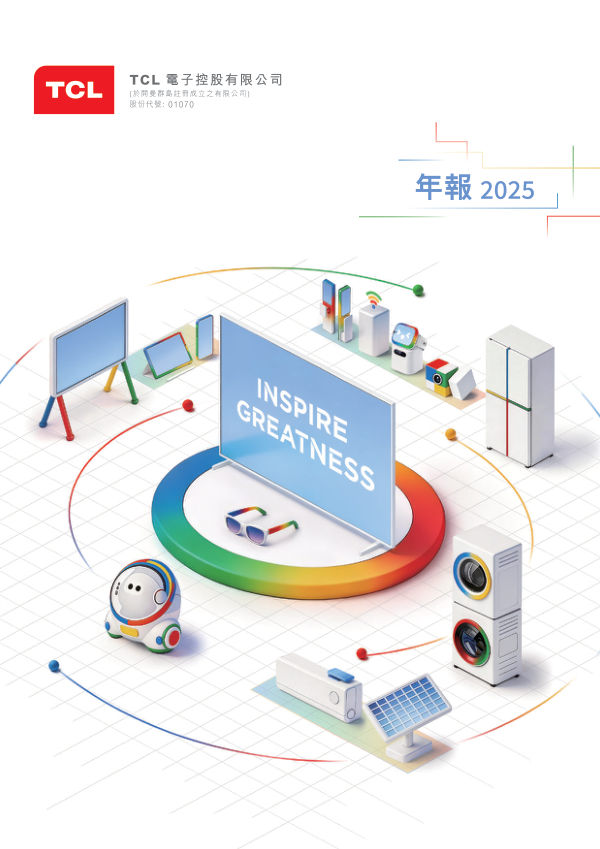 TCL
TCL 電子控股有限公司
(於開曼群島註冊成立之有限公司)
股份代號: 01070
年報 2025
INSPIRE
GREATNESS